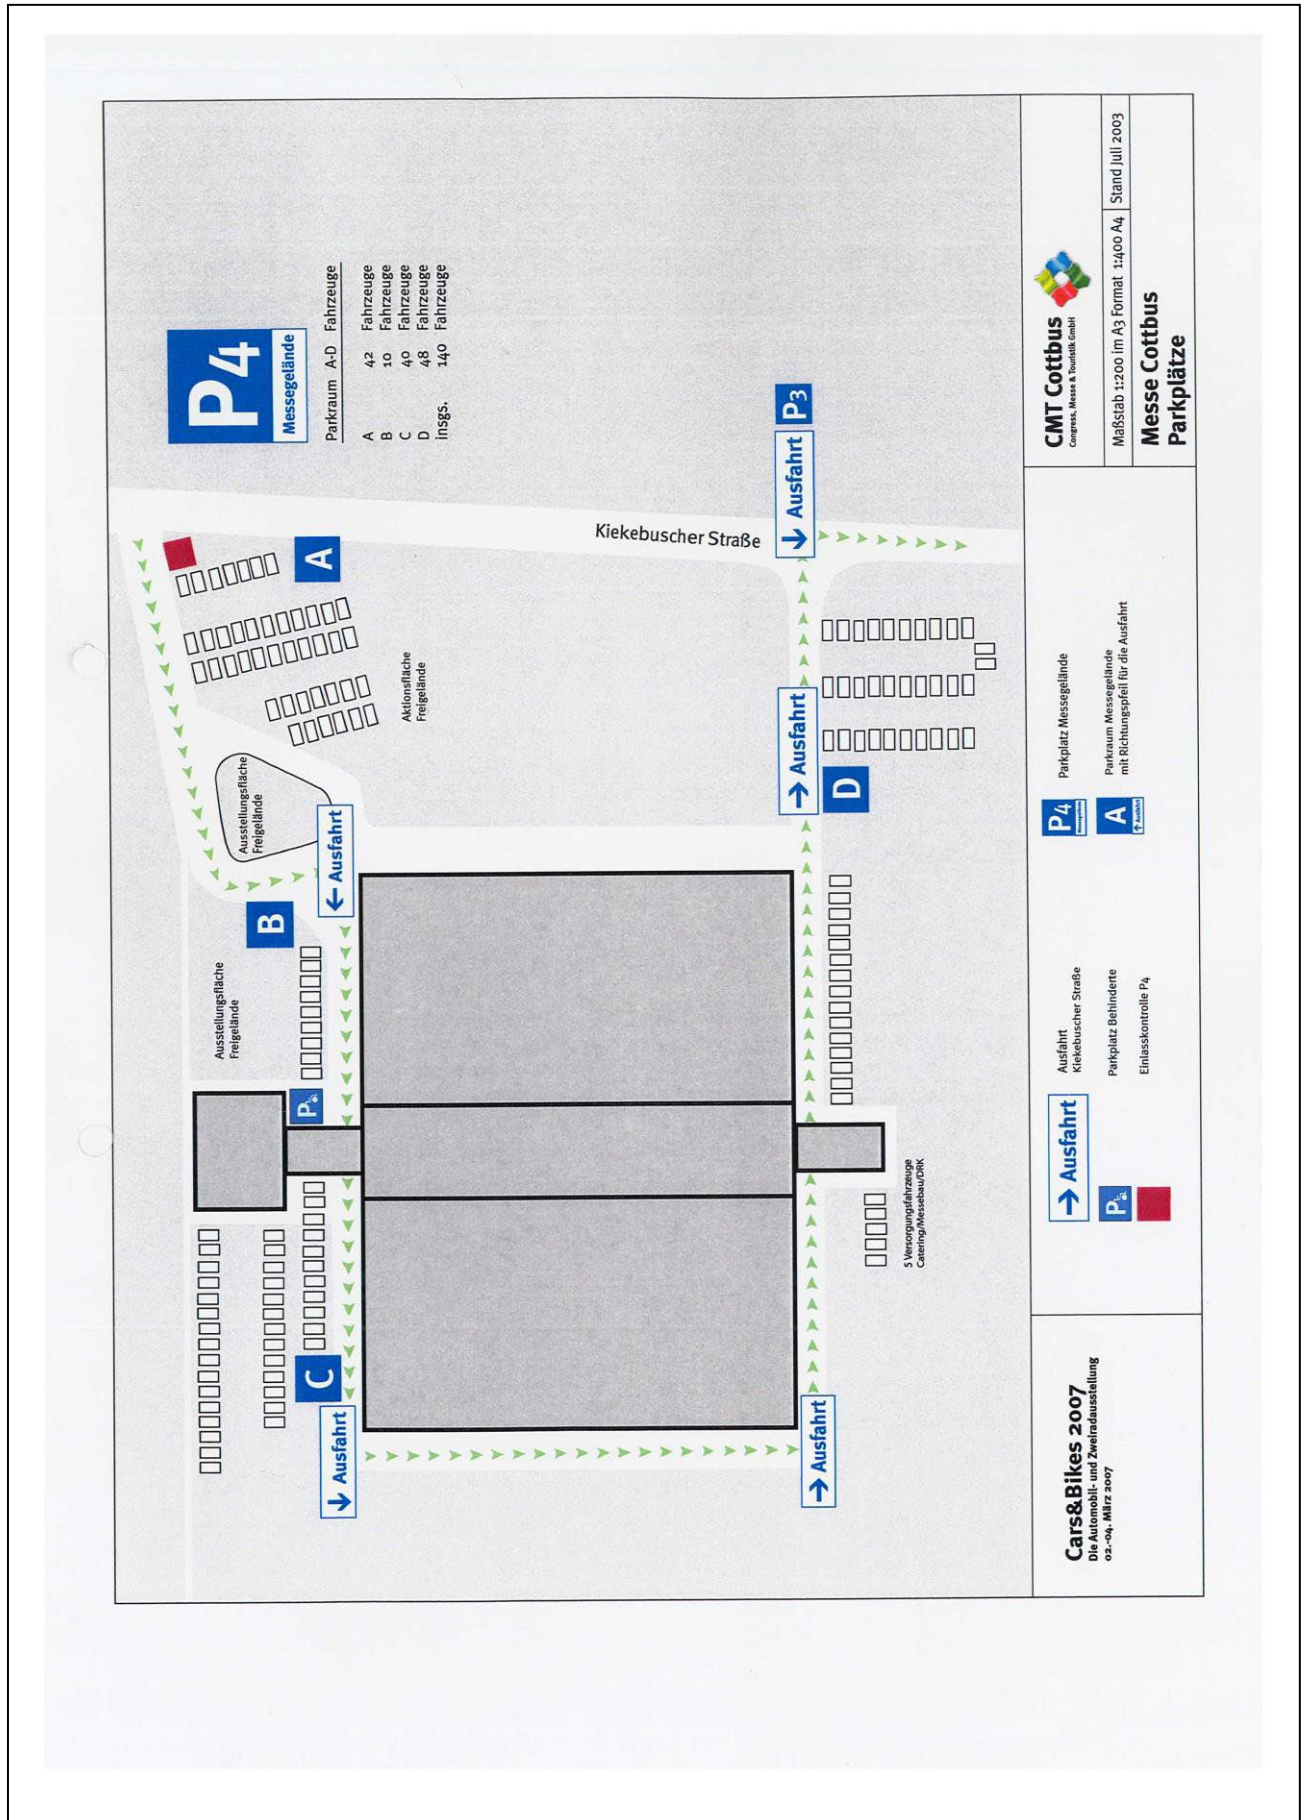 P4
Messegelände
Parkraum A-D Fahrzeuge
A 42 Fahrzeuge
B 10 Fahrzeuge
C 40 Fahrzeuge
D 48 Fahrzeuge
insgs. 140 Fahrzeuge
A
Aktionsfläche
Freigelände
Ausstellungsfläche
Freigelände
← Ausfahrt
B
Ausstellungsfläche
Freigelände
P
C
↓ Ausfahrt
Kiekebuscher Straße
↓ Ausfahrt
P3
→ Ausfahrt
D
5 Versorgungsfahrzeuge
Catering/Messebau/DRK
→ Ausfahrt
Cars&Bikes 2007
Die Automobil- und Zweiradausstellung
02.-04. März 2007
→ Ausfahrt
Ausfahrt
Kiekebuscher Straße
P
Parkplatz Behinderte
Einlasskontrolle P4
P4
Messegelände
Parkplatz Messegelände
A
↑ Ausfahrt
Parkraum Messegelände
mit Richtungspfeil für die Ausfahrt
CMT Cottbus
Congress, Messe & Touristik GmbH
Maßstab 1:200 im A3 Format 1:400 A4
Stand Juli 2003
Messe Cottbus
Parkplätze